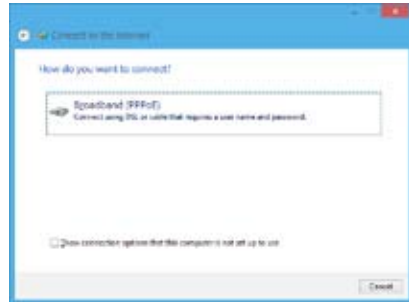 Connect to the Internet
How do you want to connect?
Broadband (PPPoE)
Connect using DSL or cable that requires a user name and password.
Show connection options that this computer is not set up to use
Cancel